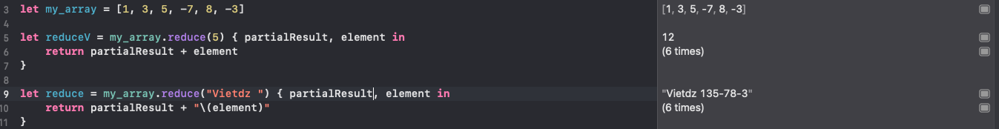 3 let my_array = [1, 3, 5, -7, 8, -3] [1, 3, 5, -7, 8, -3]
4
5 let reduceV = my_array.reduce(5) { partialResult, element in 12
6 return partialResult + element (6 times)
7 }
8
9 let reduce = my_array.reduce("Vietdz ") { partialResult, element in "Vietdz 135-78-3"
10 return partialResult + "\(element)" (6 times)
11 }